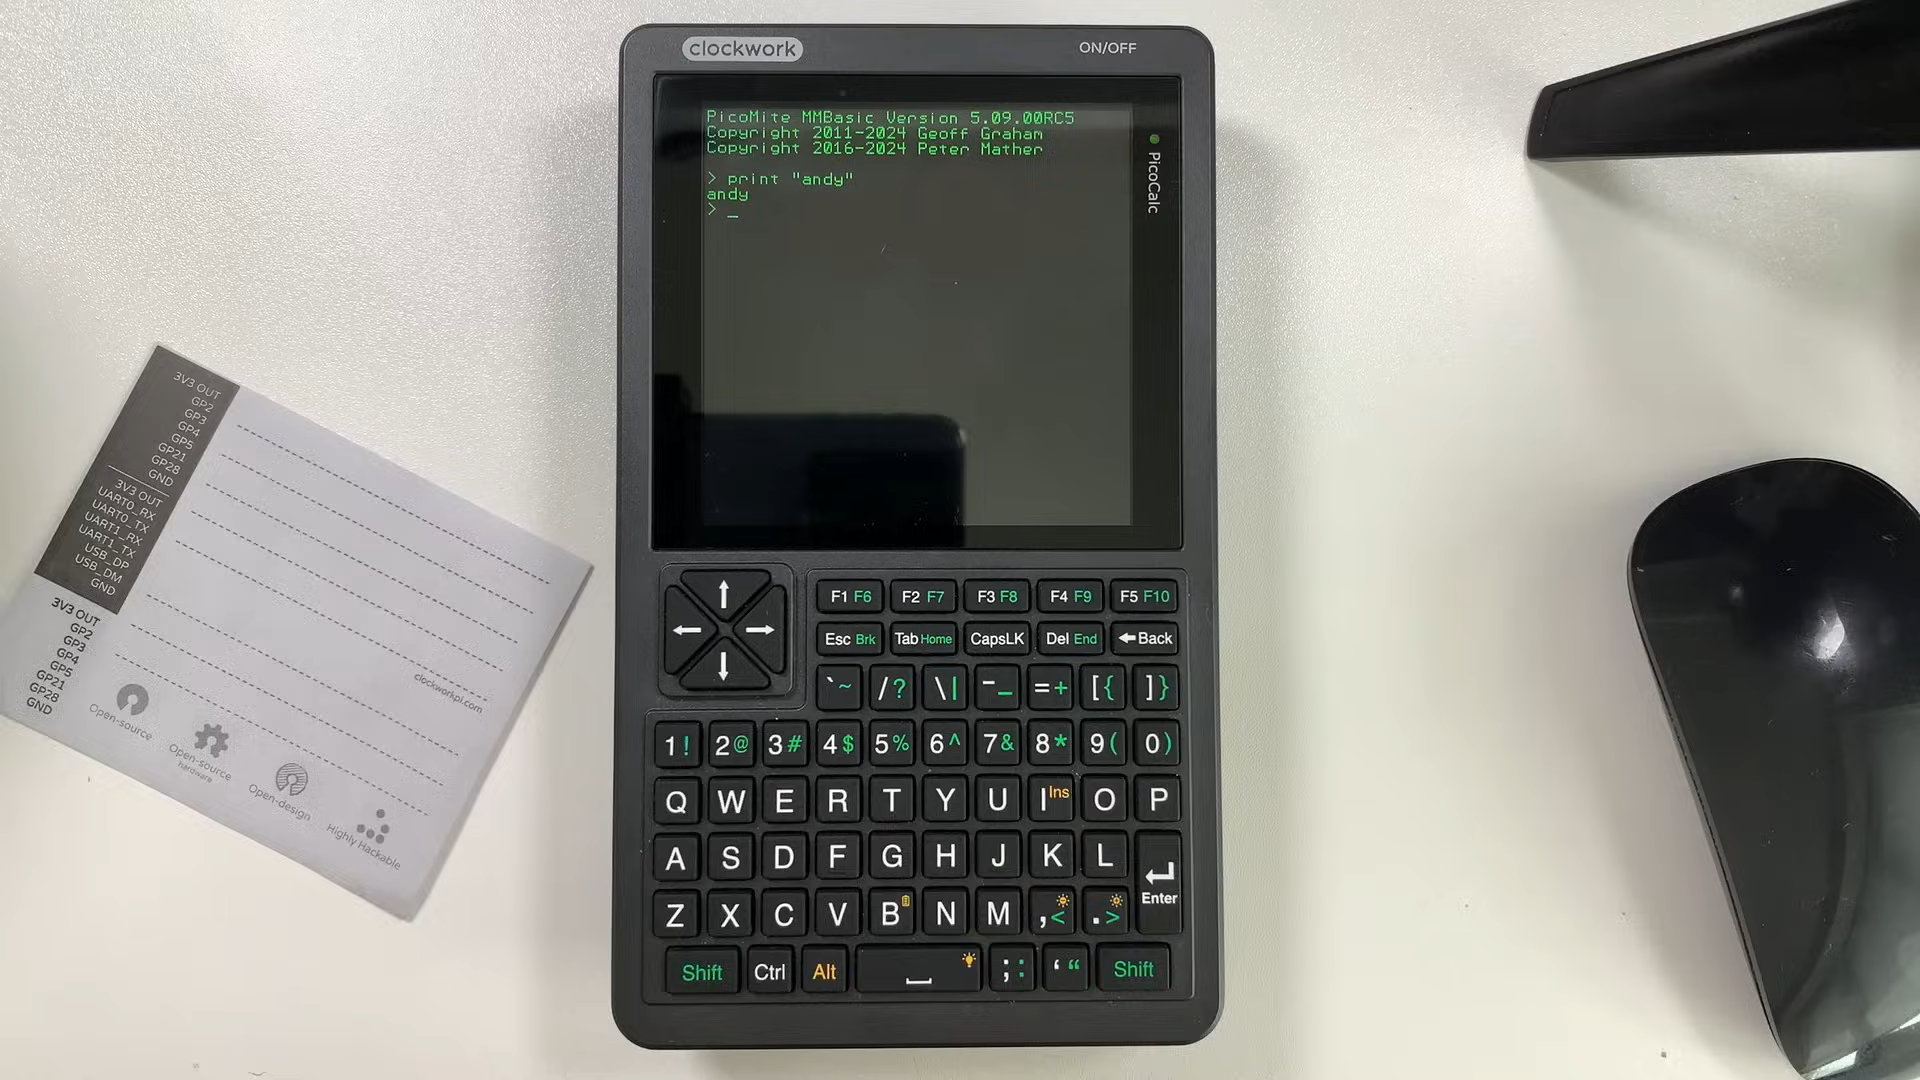 clockwork
ON/OFF
PicoMite MMBasic Version 5.09.00RC5
Copyright 2011-2024 Geoff Graham
Copyright 2016-2024 Peter Mather
> print "andy"
andy
> _
PicoCalc
F1 F6 F2 F7 F3 F8 F4 F9 F5 F10
Esc Brk Tab Home CapsLK Del End Back
` ~ / ? \ | - _ = + [ { ] }
1 ! 2 @ 3 # 4 $ 5 % 6 ^ 7 & 8 * 9 ( 0 )
Q W E R T Y U I Ins O P
A S D F G H J K L
Enter
Z X C V B N M , < . >
Shift Ctrl Alt ; : ‘ “ Shift
3V3 OUT
GP2
GP3
GP4
GP5
GP21
GP28
GND
3V3 OUT
UART0_RX
UART0_TX
UART1_RX
UART1_TX
USB_DP
USB_DM
GND
3V3 OUT
GP2
GP3
GP4
GP5
GP21
GP28
GND
clockworkpi.com
Open-source
Open-source
hardware
Open-design
Highly Hackable